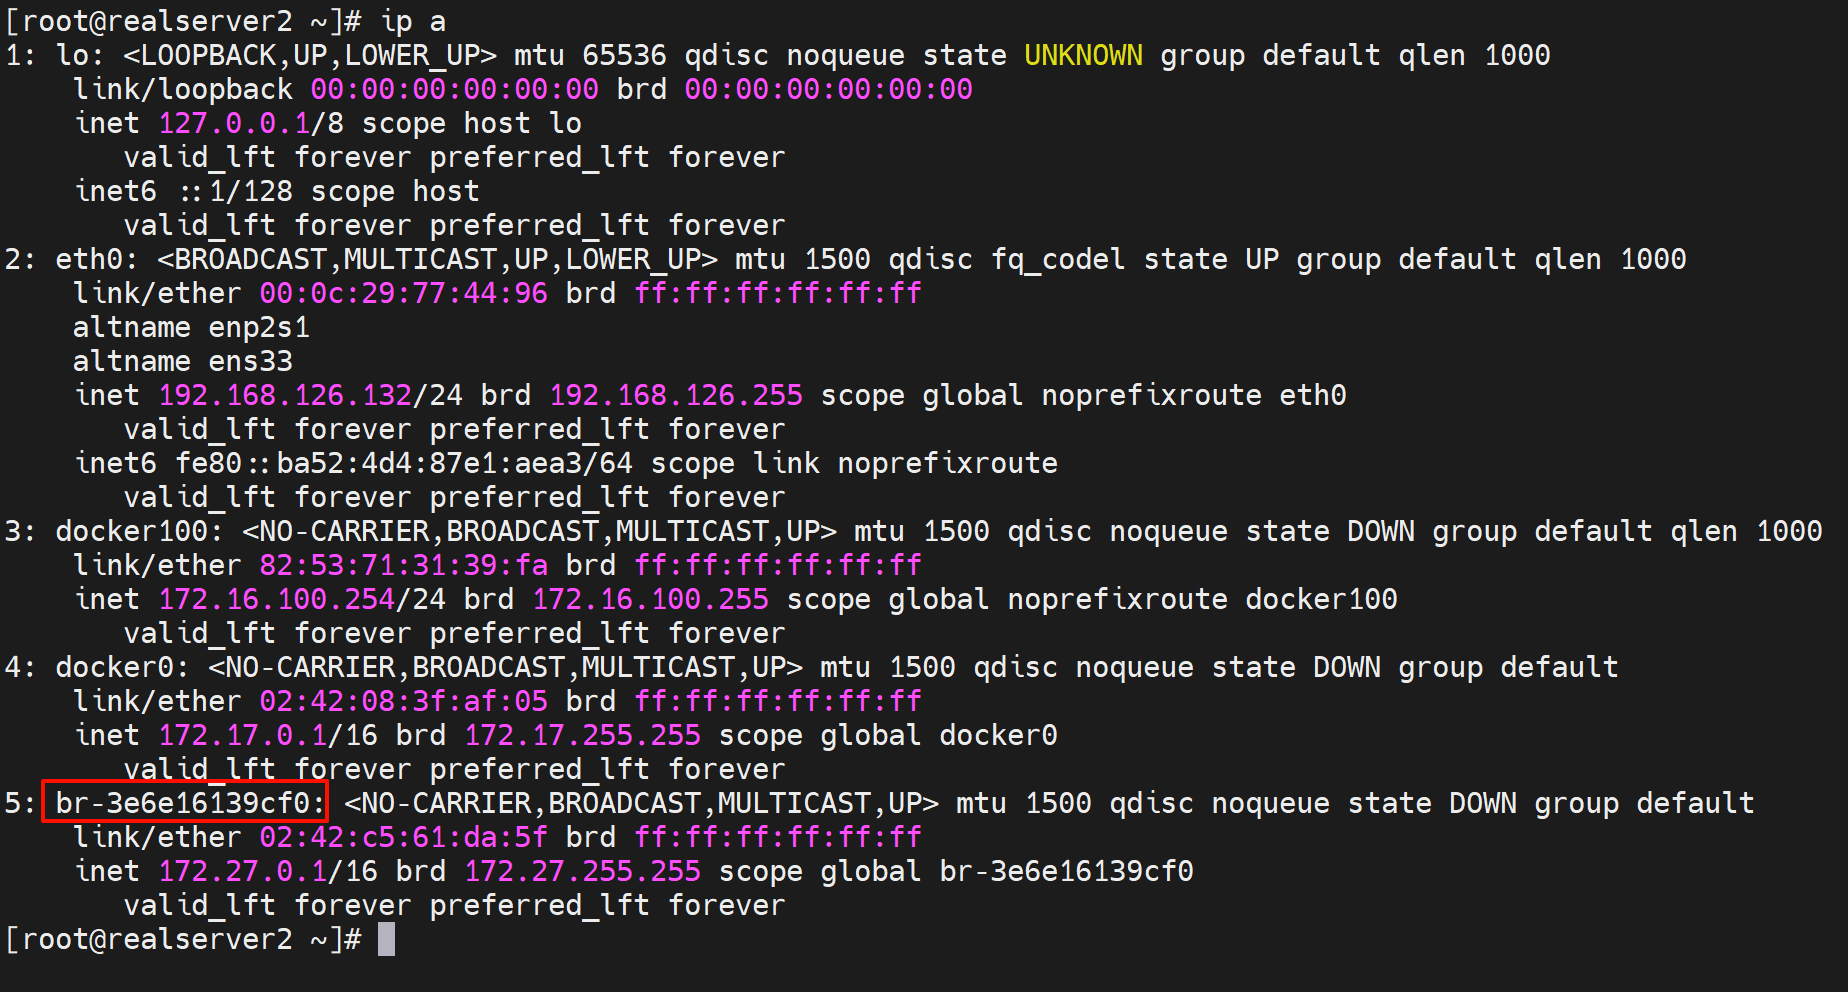 [root@realserver2 ~]# ip a
1: lo: <LOOPBACK,UP,LOWER_UP> mtu 65536 qdisc noqueue state UNKNOWN group default qlen 1000
    link/loopback 00:00:00:00:00:00 brd 00:00:00:00:00:00
    inet 127.0.0.1/8 scope host lo
       valid_lft forever preferred_lft forever
    inet6 ::1/128 scope host
       valid_lft forever preferred_lft forever
2: eth0: <BROADCAST,MULTICAST,UP,LOWER_UP> mtu 1500 qdisc fq_codel state UP group default qlen 1000
    link/ether 00:0c:29:77:44:96 brd ff:ff:ff:ff:ff:ff
    altname enp2s1
    altname ens33
    inet 192.168.126.132/24 brd 192.168.126.255 scope global noprefixroute eth0
       valid_lft forever preferred_lft forever
    inet6 fe80::ba52:4d4:87e1:aea3/64 scope link noprefixroute
       valid_lft forever preferred_lft forever
3: docker100: <NO-CARRIER,BROADCAST,MULTICAST,UP> mtu 1500 qdisc noqueue state DOWN group default qlen 1000
    link/ether 82:53:71:31:39:fa brd ff:ff:ff:ff:ff:ff
    inet 172.16.100.254/24 brd 172.16.100.255 scope global noprefixroute docker100
       valid_lft forever preferred_lft forever
4: docker0: <NO-CARRIER,BROADCAST,MULTICAST,UP> mtu 1500 qdisc noqueue state DOWN group default
    link/ether 02:42:08:3f:af:05 brd ff:ff:ff:ff:ff:ff
    inet 172.17.0.1/16 brd 172.17.255.255 scope global docker0
       valid_lft forever preferred_lft forever
5: br-3e6e16139cf0: <NO-CARRIER,BROADCAST,MULTICAST,UP> mtu 1500 qdisc noqueue state DOWN group default
    link/ether 02:42:c5:61:da:5f brd ff:ff:ff:ff:ff:ff
    inet 172.27.0.1/16 brd 172.27.255.255 scope global br-3e6e16139cf0
       valid_lft forever preferred_lft forever
[root@realserver2 ~]#